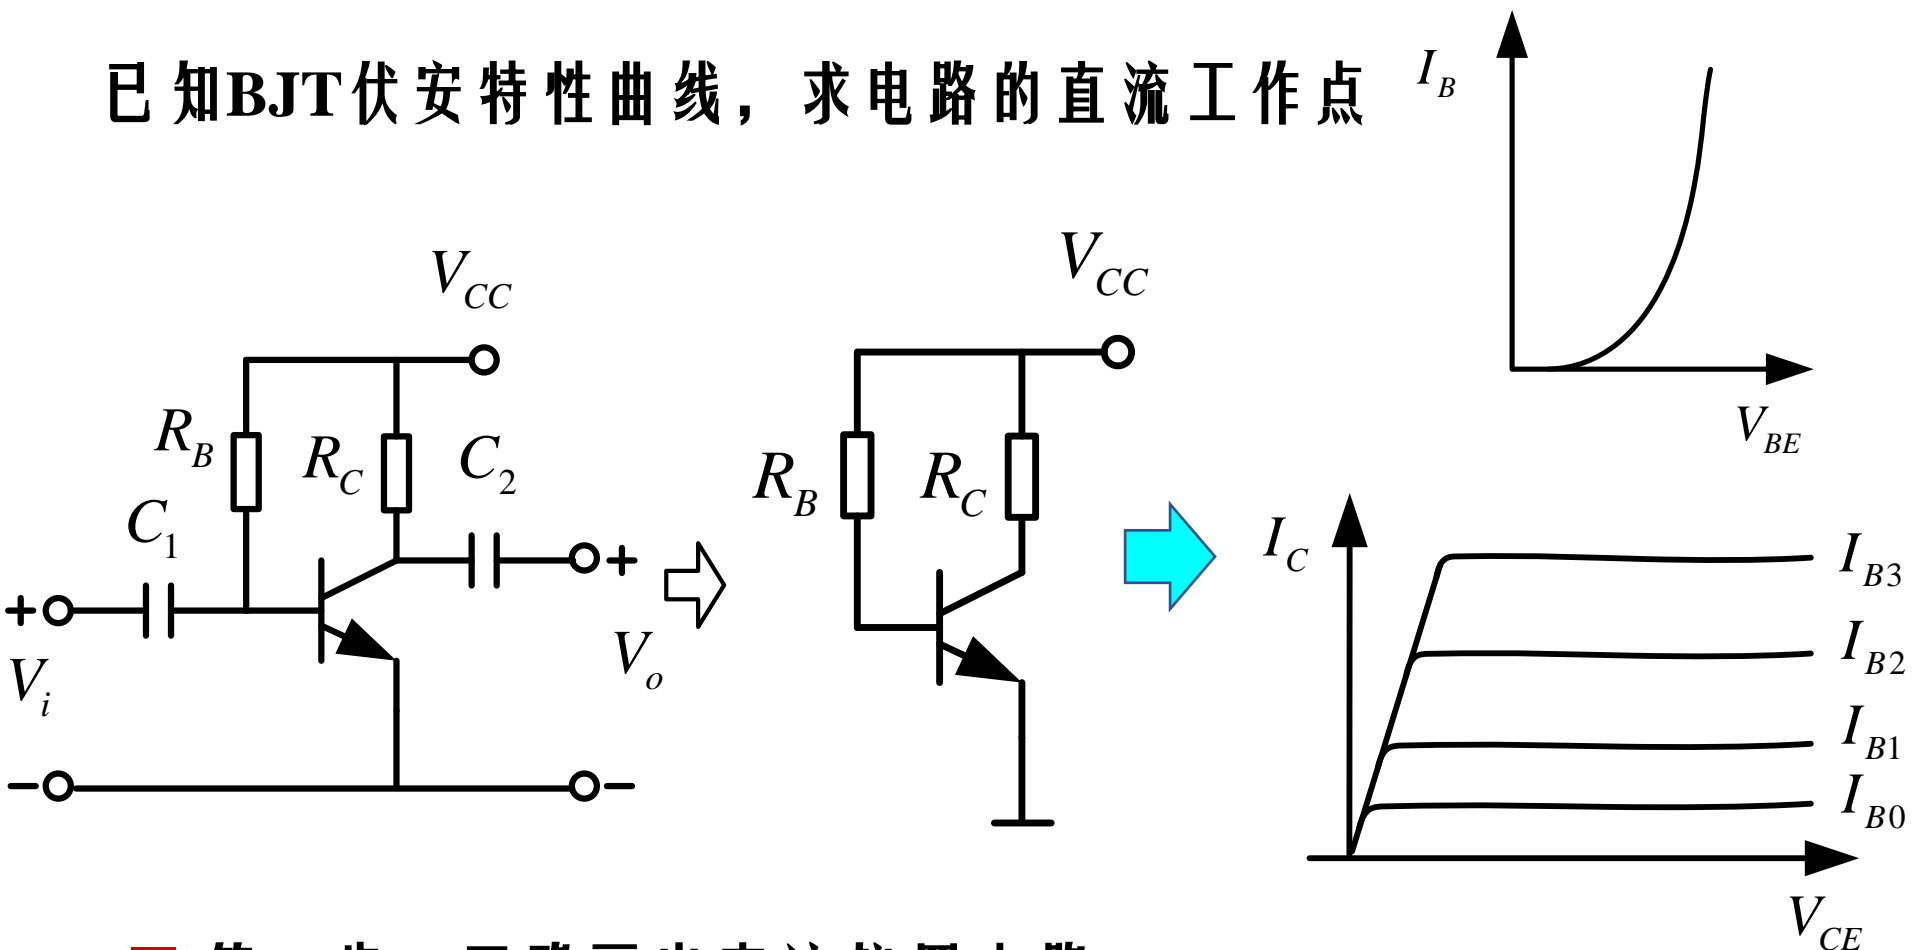 已知BJT伏安特性曲线，求电路的直流工作点
I_B
V_BE
V_CC
R_B
R_C
C_2
C_1
+
V_i
+
V_o
−
−
V_CC
R_B
R_C
I_C
I_B3
I_B2
I_B1
I_B0
V_CE